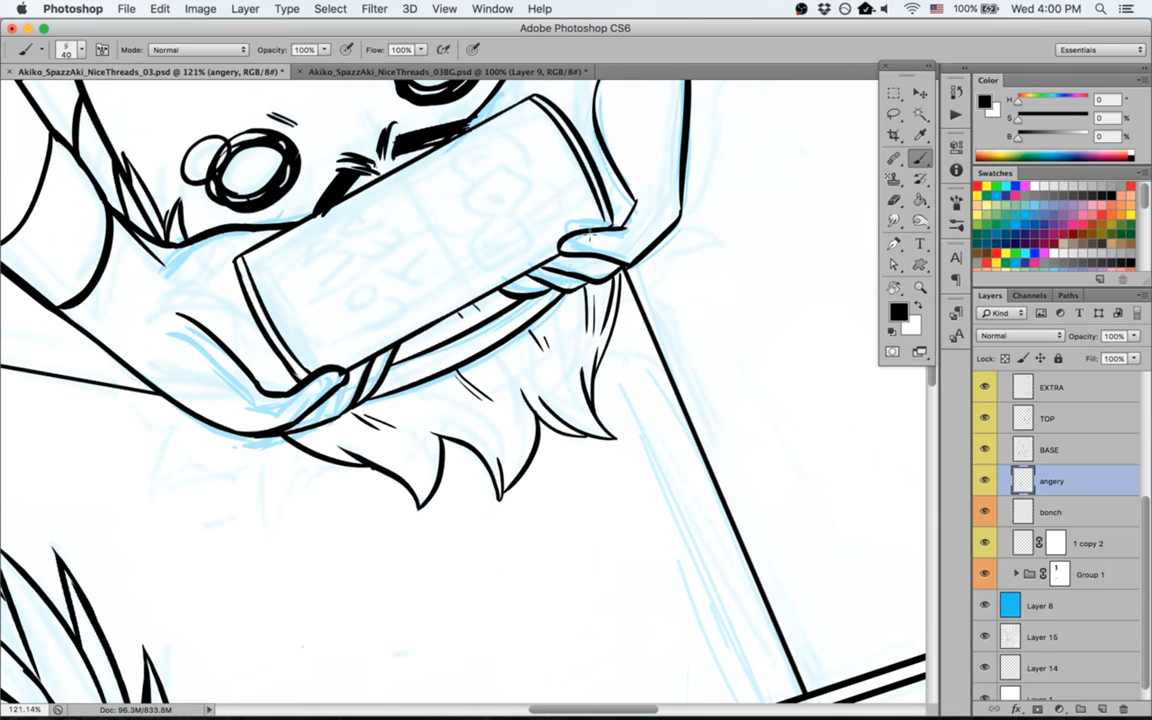 Photoshop File Edit Image Layer Type Select Filter 3D View Window Help 100% Wed 4:00 PM
Adobe Photoshop CS6
40 Mode: Normal Opacity: 100% Flow: 100% Essentials
× Akiko_SpazzAki_NiceThreads_03.psd @ 121% (angery, RGB/8#) * × Akiko_SpazzAki_NiceThreads_03BG.psd @ 100% (Layer 9, RGB/8#) *
Color
H 0 °
S 0 %
B 0 %
Swatches
Layers Channels Paths
Kind
Normal Opacity: 100%
Lock: Fill: 100%
EXTRA
TOP
BASE
angery
bonch
1 copy 2
Group 1
Layer 8
Layer 15
Layer 14
121.14% Doc: 96.3M/833.8M